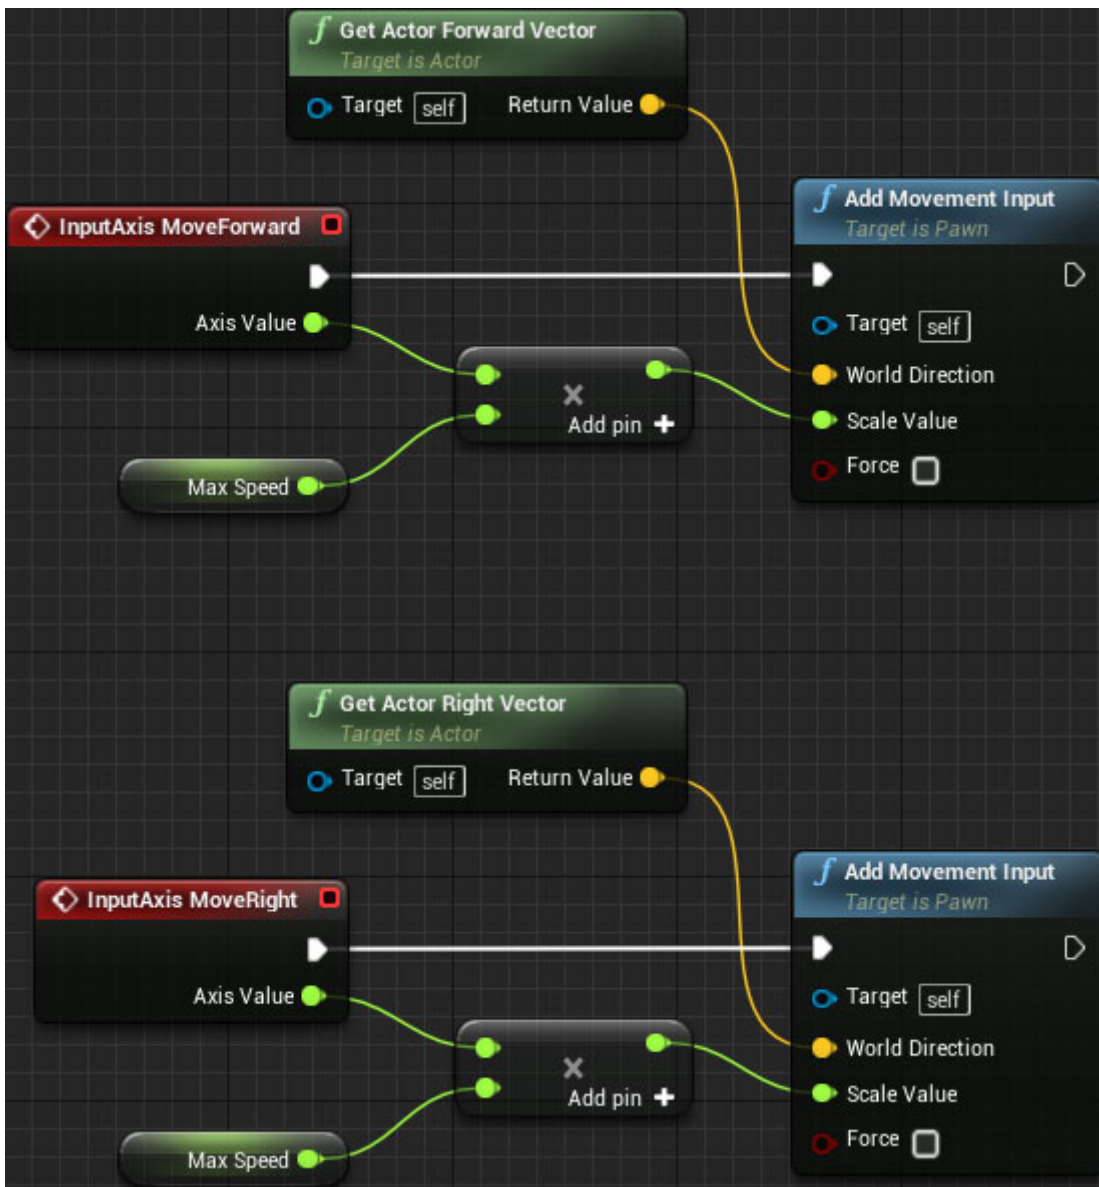 Get Actor Forward Vector
Target is Actor
Target self Return Value
Add Movement Input
Target is Pawn
InputAxis MoveForward
Axis Value
Target self
World Direction
Add pin
Scale Value
Force
Max Speed
Get Actor Right Vector
Target is Actor
Target self Return Value
Add Movement Input
Target is Pawn
InputAxis MoveRight
Axis Value
Target self
World Direction
Add pin
Scale Value
Force
Max Speed